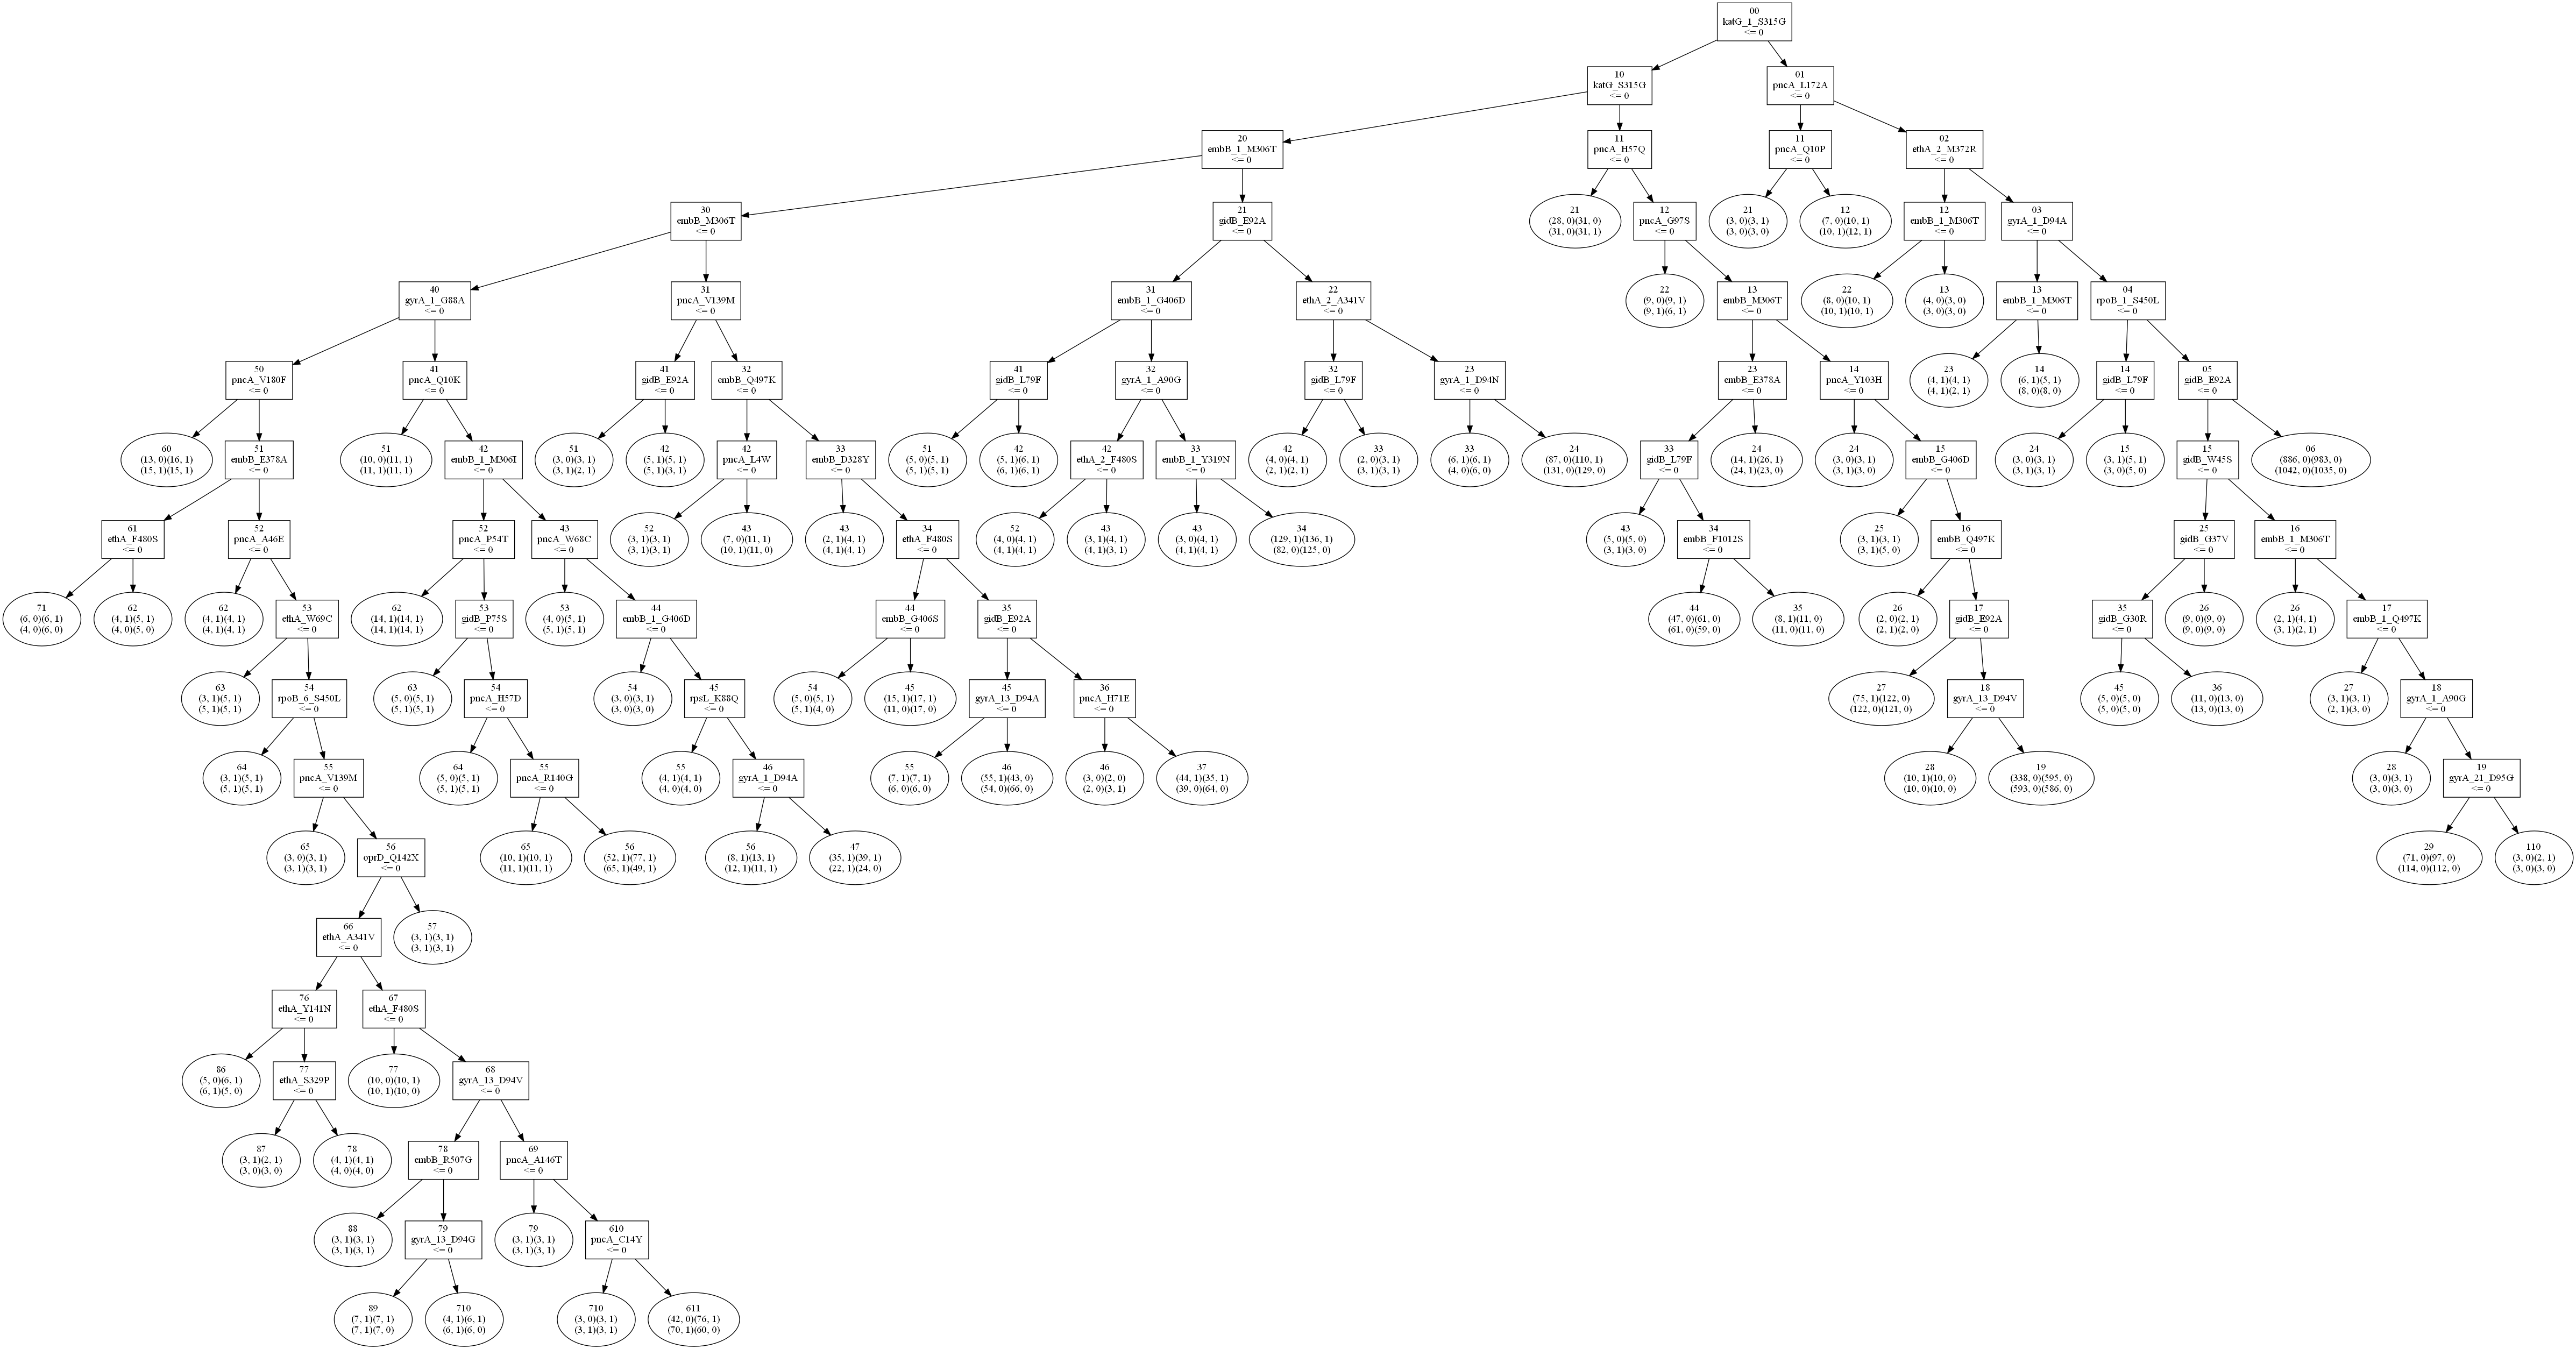 00
katG_1_S315G
<= 0
10
katG_S315G
<= 0
01
pncA_L172A
<= 0
20
embB_1_M306T
<= 0
11
pncA_H57Q
<= 0
11
pncA_Q10P
<= 0
02
ethA_2_M372R
<= 0
30
embB_M306T
<= 0
21
gidB_E92A
<= 0
21
(28, 0)(31, 0)
(31, 0)(31, 1)
12
pncA_G97S
<= 0
21
(3, 0)(3, 1)
(3, 0)(3, 0)
12
(7, 0)(10, 1)
(10, 1)(12, 1)
12
embB_1_M306T
<= 0
03
gyrA_1_D94A
<= 0
40
gyrA_1_G88A
<= 0
31
pncA_V139M
<= 0
31
embB_1_G406D
<= 0
22
ethA_2_A341V
<= 0
22
(9, 0)(9, 1)
(9, 1)(6, 1)
13
embB_M306T
<= 0
22
(8, 0)(10, 1)
(10, 1)(10, 1)
13
(4, 0)(3, 0)
(3, 0)(3, 0)
13
embB_1_M306T
<= 0
04
rpoB_1_S450L
<= 0
50
pncA_V180F
<= 0
41
pncA_Q10K
<= 0
41
gidB_E92A
<= 0
32
embB_Q497K
<= 0
41
gidB_L79F
<= 0
32
gyrA_1_A90G
<= 0
32
gidB_L79F
<= 0
23
gyrA_1_D94N
<= 0
23
embB_E378A
<= 0
14
pncA_Y103H
<= 0
23
(4, 1)(4, 1)
(4, 1)(2, 1)
14
(6, 1)(5, 1)
(8, 0)(8, 0)
14
gidB_L79F
<= 0
05
gidB_E92A
<= 0
60
(13, 0)(16, 1)
(15, 1)(15, 1)
51
embB_E378A
<= 0
51
(10, 0)(11, 1)
(11, 1)(11, 1)
42
embB_1_M306I
<= 0
51
(3, 0)(3, 1)
(3, 1)(2, 1)
42
(5, 1)(5, 1)
(5, 1)(3, 1)
42
pncA_L4W
<= 0
33
embB_D328Y
<= 0
51
(5, 0)(5, 1)
(5, 1)(5, 1)
42
(5, 1)(6, 1)
(6, 1)(6, 1)
42
ethA_2_F480S
<= 0
33
embB_1_Y319N
<= 0
42
(4, 0)(4, 1)
(2, 1)(2, 1)
33
(2, 0)(3, 1)
(3, 1)(3, 1)
33
(6, 1)(6, 1)
(4, 0)(6, 0)
24
(87, 0)(110, 1)
(131, 0)(129, 0)
33
gidB_L79F
<= 0
24
(14, 1)(26, 1)
(24, 1)(23, 0)
24
(3, 0)(3, 1)
(3, 1)(3, 0)
15
embB_G406D
<= 0
24
(3, 0)(3, 1)
(3, 1)(3, 1)
15
(3, 1)(5, 1)
(3, 0)(5, 0)
15
gidB_W45S
<= 0
06
(886, 0)(983, 0)
(1042, 0)(1035, 0)
61
ethA_F480S
<= 0
52
pncA_A46E
<= 0
52
pncA_P54T
<= 0
43
pncA_W68C
<= 0
52
(3, 1)(3, 1)
(3, 1)(3, 1)
43
(7, 0)(11, 1)
(10, 1)(11, 0)
43
(2, 1)(4, 1)
(4, 1)(4, 1)
34
ethA_F480S
<= 0
52
(4, 0)(4, 1)
(4, 1)(4, 1)
43
(3, 1)(4, 1)
(4, 1)(3, 1)
43
(3, 0)(4, 1)
(4, 1)(4, 1)
34
(129, 1)(136, 1)
(82, 0)(125, 0)
43
(5, 0)(5, 0)
(3, 1)(3, 0)
34
embB_F1012S
<= 0
25
(3, 1)(3, 1)
(3, 1)(5, 0)
16
embB_Q497K
<= 0
25
gidB_G37V
<= 0
16
embB_1_M306T
<= 0
71
(6, 0)(6, 1)
(4, 0)(6, 0)
62
(4, 1)(5, 1)
(4, 0)(5, 0)
62
(4, 1)(4, 1)
(4, 1)(4, 1)
53
ethA_W69C
<= 0
62
(14, 1)(14, 1)
(14, 1)(14, 1)
53
gidB_P75S
<= 0
53
(4, 0)(5, 1)
(5, 1)(5, 1)
44
embB_1_G406D
<= 0
44
embB_G406S
<= 0
35
gidB_E92A
<= 0
44
(47, 0)(61, 0)
(61, 0)(59, 0)
35
(8, 1)(11, 0)
(11, 0)(11, 0)
26
(2, 0)(2, 1)
(2, 1)(2, 0)
17
gidB_E92A
<= 0
35
gidB_G30R
<= 0
26
(9, 0)(9, 0)
(9, 0)(9, 0)
26
(2, 1)(4, 1)
(3, 1)(2, 1)
17
embB_1_Q497K
<= 0
63
(3, 1)(5, 1)
(5, 1)(5, 1)
54
rpoB_6_S450L
<= 0
63
(5, 0)(5, 1)
(5, 1)(5, 1)
54
pncA_H57D
<= 0
54
(3, 0)(3, 1)
(3, 0)(3, 0)
45
rpsL_K88Q
<= 0
54
(5, 0)(5, 1)
(5, 1)(4, 0)
45
(15, 1)(17, 1)
(11, 0)(17, 0)
45
gyrA_13_D94A
<= 0
36
pncA_H71E
<= 0
27
(75, 1)(122, 0)
(122, 0)(121, 0)
18
gyrA_13_D94V
<= 0
45
(5, 0)(5, 0)
(5, 0)(5, 0)
36
(11, 0)(13, 0)
(13, 0)(13, 0)
27
(3, 1)(3, 1)
(2, 1)(3, 0)
18
gyrA_1_A90G
<= 0
64
(3, 1)(5, 1)
(5, 1)(5, 1)
55
pncA_V139M
<= 0
64
(5, 0)(5, 1)
(5, 1)(5, 1)
55
pncA_R140G
<= 0
55
(4, 1)(4, 1)
(4, 0)(4, 0)
46
gyrA_1_D94A
<= 0
55
(7, 1)(7, 1)
(6, 0)(6, 0)
46
(55, 1)(43, 0)
(54, 0)(66, 0)
46
(3, 0)(2, 0)
(2, 0)(3, 1)
37
(44, 1)(35, 1)
(39, 0)(64, 0)
28
(10, 1)(10, 0)
(10, 0)(10, 0)
19
(338, 0)(595, 0)
(593, 0)(586, 0)
28
(3, 0)(3, 1)
(3, 0)(3, 0)
19
gyrA_21_D95G
<= 0
65
(3, 0)(3, 1)
(3, 1)(3, 1)
56
oprD_Q142X
<= 0
65
(10, 1)(10, 1)
(11, 1)(11, 1)
56
(52, 1)(77, 1)
(65, 1)(49, 1)
56
(8, 1)(13, 1)
(12, 1)(11, 1)
47
(35, 1)(39, 1)
(22, 1)(24, 0)
29
(71, 0)(97, 0)
(114, 0)(112, 0)
110
(3, 0)(2, 1)
(3, 0)(3, 0)
66
ethA_A341V
<= 0
57
(3, 1)(3, 1)
(3, 1)(3, 1)
76
ethA_Y141N
<= 0
67
ethA_F480S
<= 0
86
(5, 0)(6, 1)
(6, 1)(5, 0)
77
ethA_S329P
<= 0
77
(10, 0)(10, 1)
(10, 1)(10, 0)
68
gyrA_13_D94V
<= 0
87
(3, 1)(2, 1)
(3, 0)(3, 0)
78
(4, 1)(4, 1)
(4, 0)(4, 0)
78
embB_R507G
<= 0
69
pncA_A146T
<= 0
88
(3, 1)(3, 1)
(3, 1)(3, 1)
79
gyrA_13_D94G
<= 0
79
(3, 1)(3, 1)
(3, 1)(3, 1)
610
pncA_C14Y
<= 0
89
(7, 1)(7, 1)
(7, 1)(7, 0)
710
(4, 1)(6, 1)
(6, 1)(6, 0)
710
(3, 0)(3, 1)
(3, 1)(3, 1)
611
(42, 0)(76, 1)
(70, 1)(60, 0)